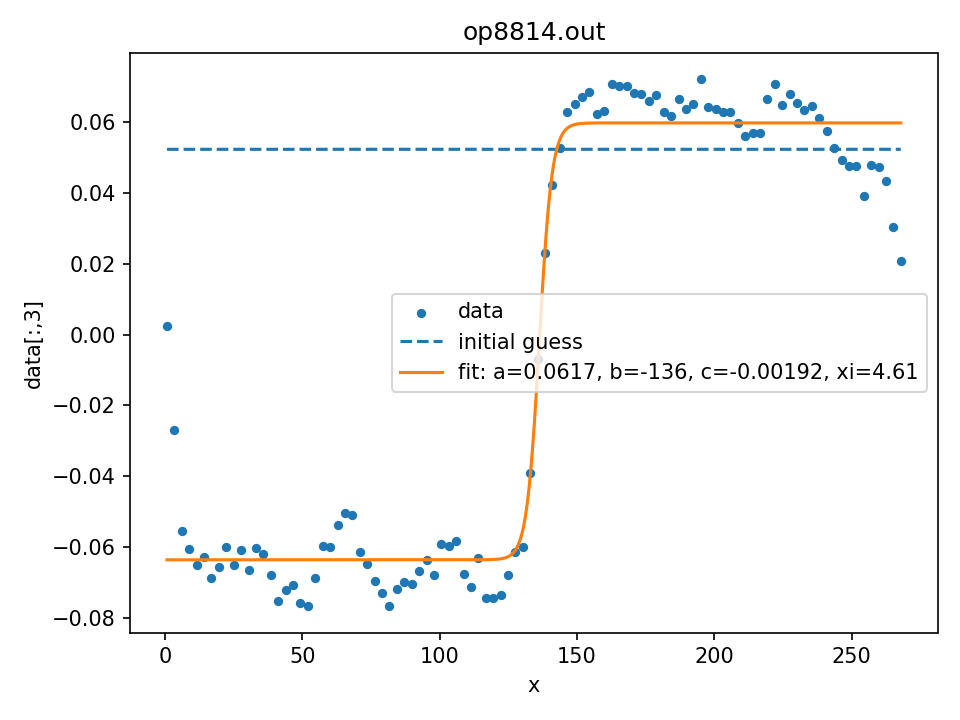 op8814.out
0.06
0.04
0.02
0.00
−0.02
−0.04
−0.06
−0.08
data[:,3]
data
initial guess
fit: a=0.0617, b=-136, c=-0.00192, xi=4.61
0 50 100 150 200 250
x